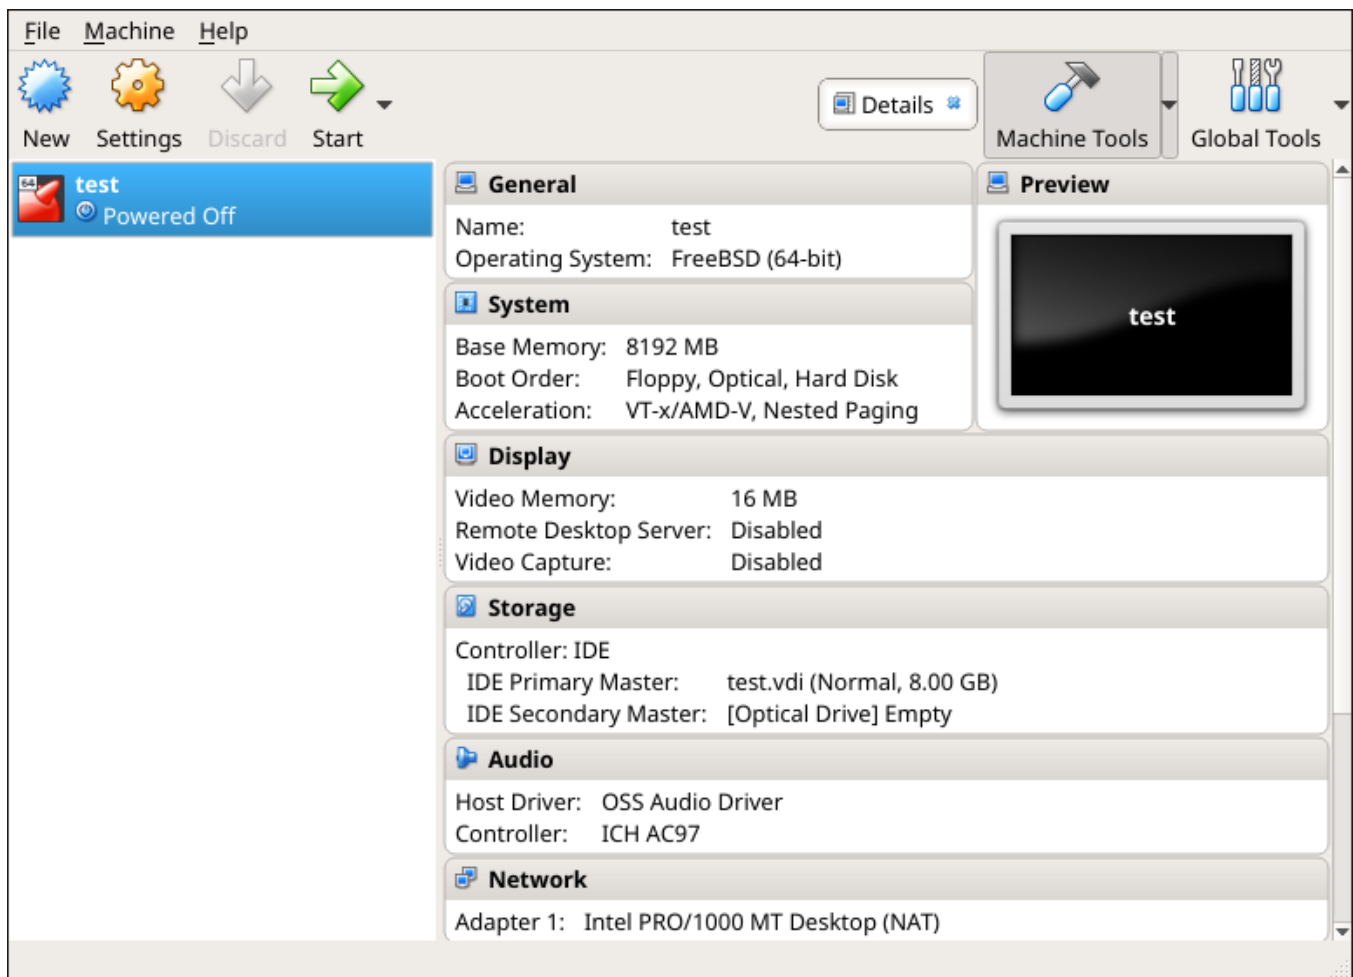 File Machine Help
New Settings Discard Start Details Machine Tools Global Tools
64
test
Powered Off
General
Name: test
Operating System: FreeBSD (64-bit)
Preview
test
System
Base Memory: 8192 MB
Boot Order: Floppy, Optical, Hard Disk
Acceleration: VT-x/AMD-V, Nested Paging
Display
Video Memory: 16 MB
Remote Desktop Server: Disabled
Video Capture: Disabled
Storage
Controller: IDE
IDE Primary Master: test.vdi (Normal, 8.00 GB)
IDE Secondary Master: [Optical Drive] Empty
Audio
Host Driver: OSS Audio Driver
Controller: ICH AC97
Network
Adapter 1: Intel PRO/1000 MT Desktop (NAT)